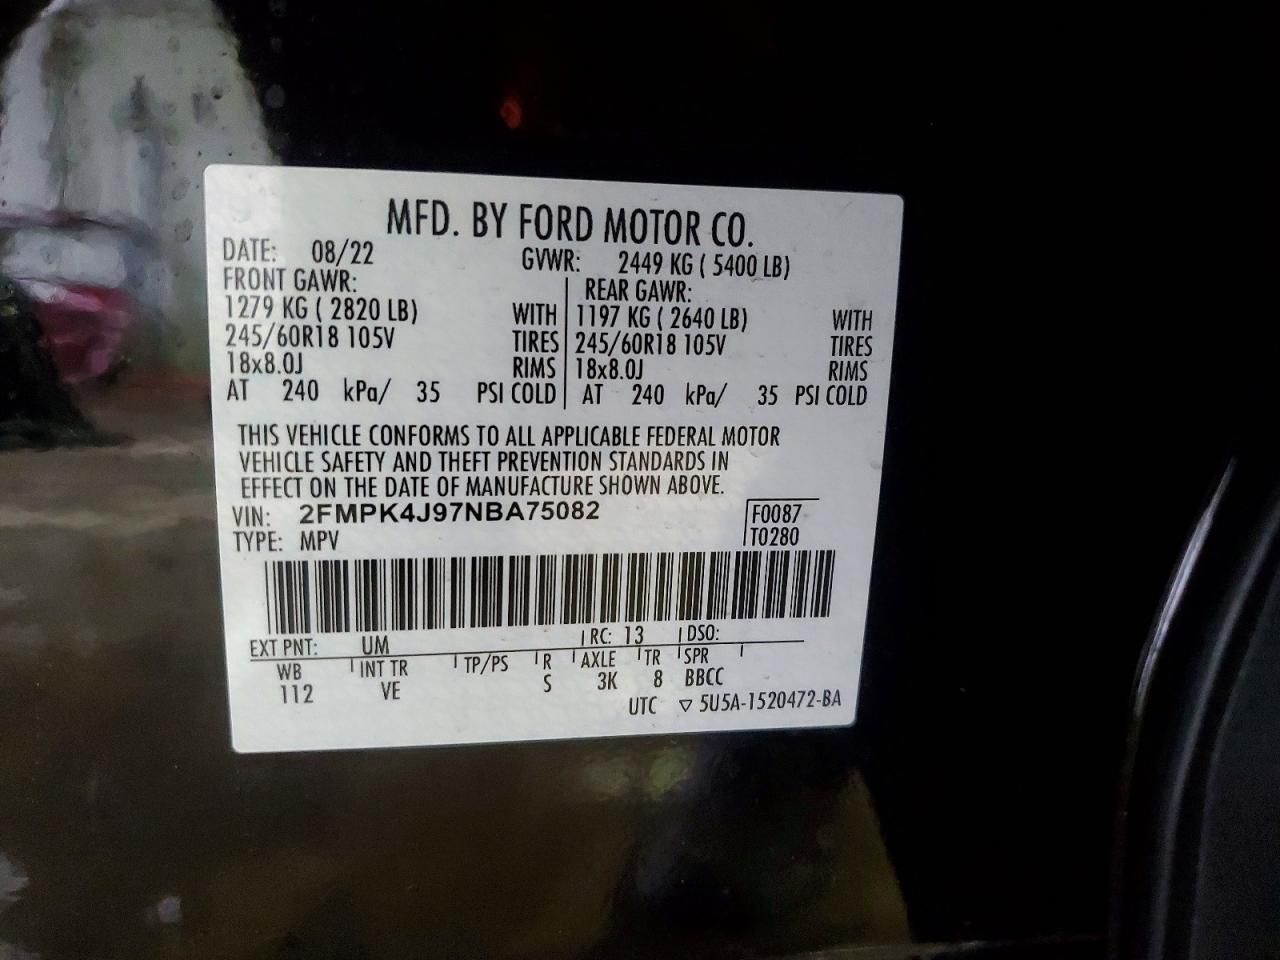 MFD. BY FORD MOTOR CO.
DATE: 08/22 GVWR: 2449 KG ( 5400 LB)
FRONT GAWR: REAR GAWR:
1279 KG ( 2820 LB) WITH 1197 KG ( 2640 LB) WITH
245/60R18 105V TIRES 245/60R18 105V TIRES
18x8.0J RIMS 18x8.0J RIMS
AT 240 kPa/ 35 PSI COLD AT 240 kPa/ 35 PSI COLD
THIS VEHICLE CONFORMS TO ALL APPLICABLE FEDERAL MOTOR
VEHICLE SAFETY AND THEFT PREVENTION STANDARDS IN
EFFECT ON THE DATE OF MANUFACTURE SHOWN ABOVE.
VIN: 2FMPK4J97NBA75082 F0087
TYPE: MPV T0280
EXT PNT: UM RC: 13 DSO:
WB INT TR TP/PS R AXLE TR SPR
112 VE S 3K 8 BBCC
UTC ▽ 5U5A-1520472-BA